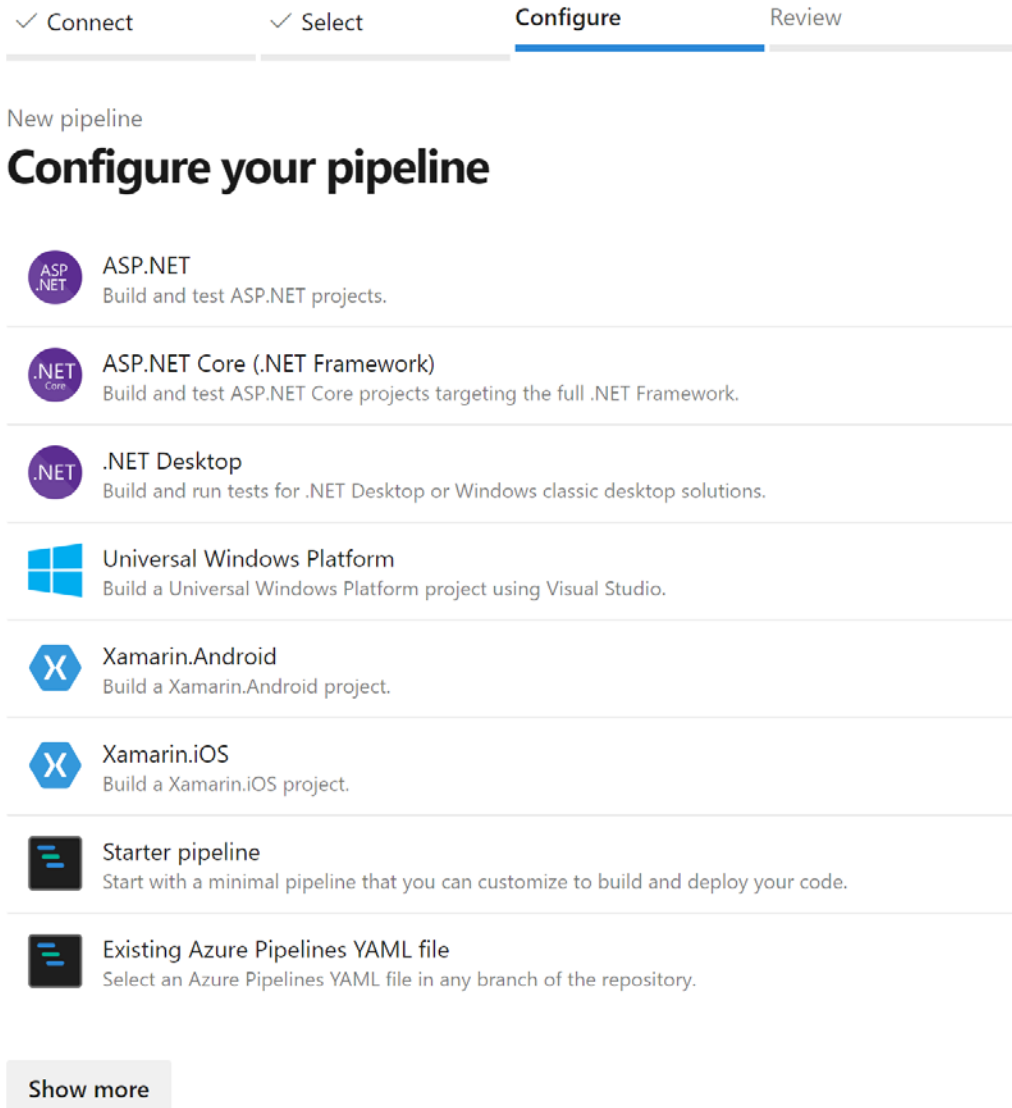 Connect
Select
Configure
Review
New pipeline
Configure your pipeline
ASP
.NET
ASP.NET
Build and test ASP.NET projects.
.NET
Core
ASP.NET Core (.NET Framework)
Build and test ASP.NET Core projects targeting the full .NET Framework.
.NET
.NET Desktop
Build and run tests for .NET Desktop or Windows classic desktop solutions.
Universal Windows Platform
Build a Universal Windows Platform project using Visual Studio.
X
Xamarin.Android
Build a Xamarin.Android project.
X
Xamarin.iOS
Build a Xamarin.iOS project.
Starter pipeline
Start with a minimal pipeline that you can customize to build and deploy your code.
Existing Azure Pipelines YAML file
Select an Azure Pipelines YAML file in any branch of the repository.
Show more